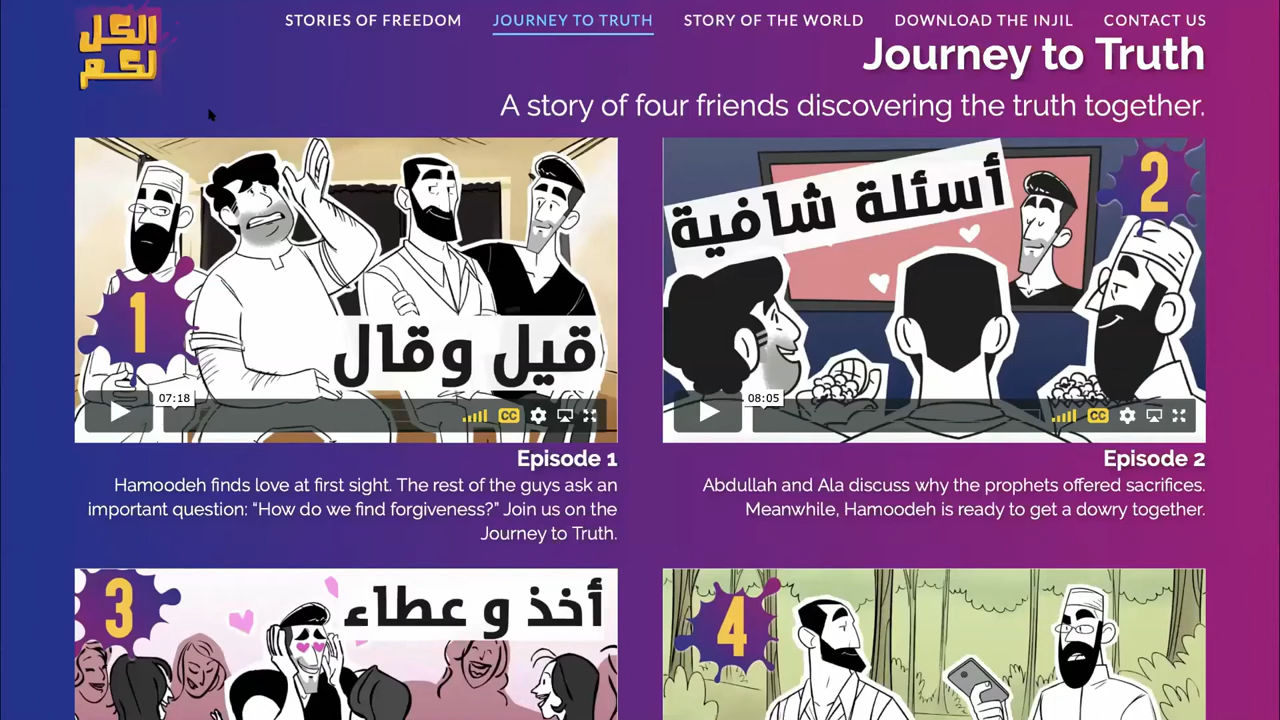 الكل
لكم
STORIES OF FREEDOM
JOURNEY TO TRUTH
STORY OF THE WORLD
DOWNLOAD THE INJIL
CONTACT US
Journey to Truth
A story of four friends discovering the truth together.
1
قيل وقال
07:18
CC
Episode 1
Hamoodeh finds love at first sight. The rest of the guys ask an
important question: “How do we find forgiveness?” Join us on the
Journey to Truth.
2
أسئلة شافية
08:05
CC
Episode 2
Abdullah and Ala discuss why the prophets offered sacrifices.
Meanwhile, Hamoodeh is ready to get a dowry together.
3
أخذ و عطاء
4